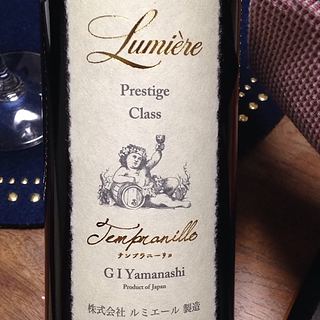 Lumière
Prestige
Class
Tempranillo
テンプラニーリョ
G I Yamanashi
Product of Japan
株式会社 ルミエール 製造